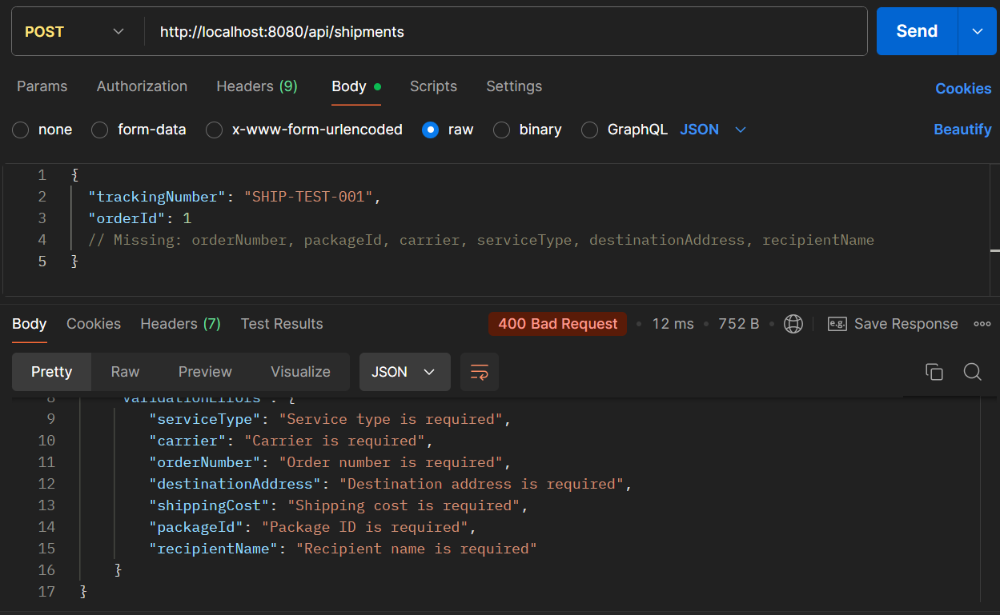 POST http://localhost:8080/api/shipments Send
Params Authorization Headers (9) Body Scripts Settings Cookies
none form-data x-www-form-urlencoded raw binary GraphQL JSON Beautify
1 {
2 "trackingNumber": "SHIP-TEST-001",
3 "orderId": 1
4 // Missing: orderNumber, packageId, carrier, serviceType, destinationAddress, recipientName
5 }
Body Cookies Headers (7) Test Results 400 Bad Request 12 ms 752 B e.g. Save Response
Pretty Raw Preview Visualize JSON
8 "validationErrors": {
9 "serviceType": "Service type is required",
10 "carrier": "Carrier is required",
11 "orderNumber": "Order number is required",
12 "destinationAddress": "Destination address is required",
13 "shippingCost": "Shipping cost is required",
14 "packageId": "Package ID is required",
15 "recipientName": "Recipient name is required"
16 }
17 }